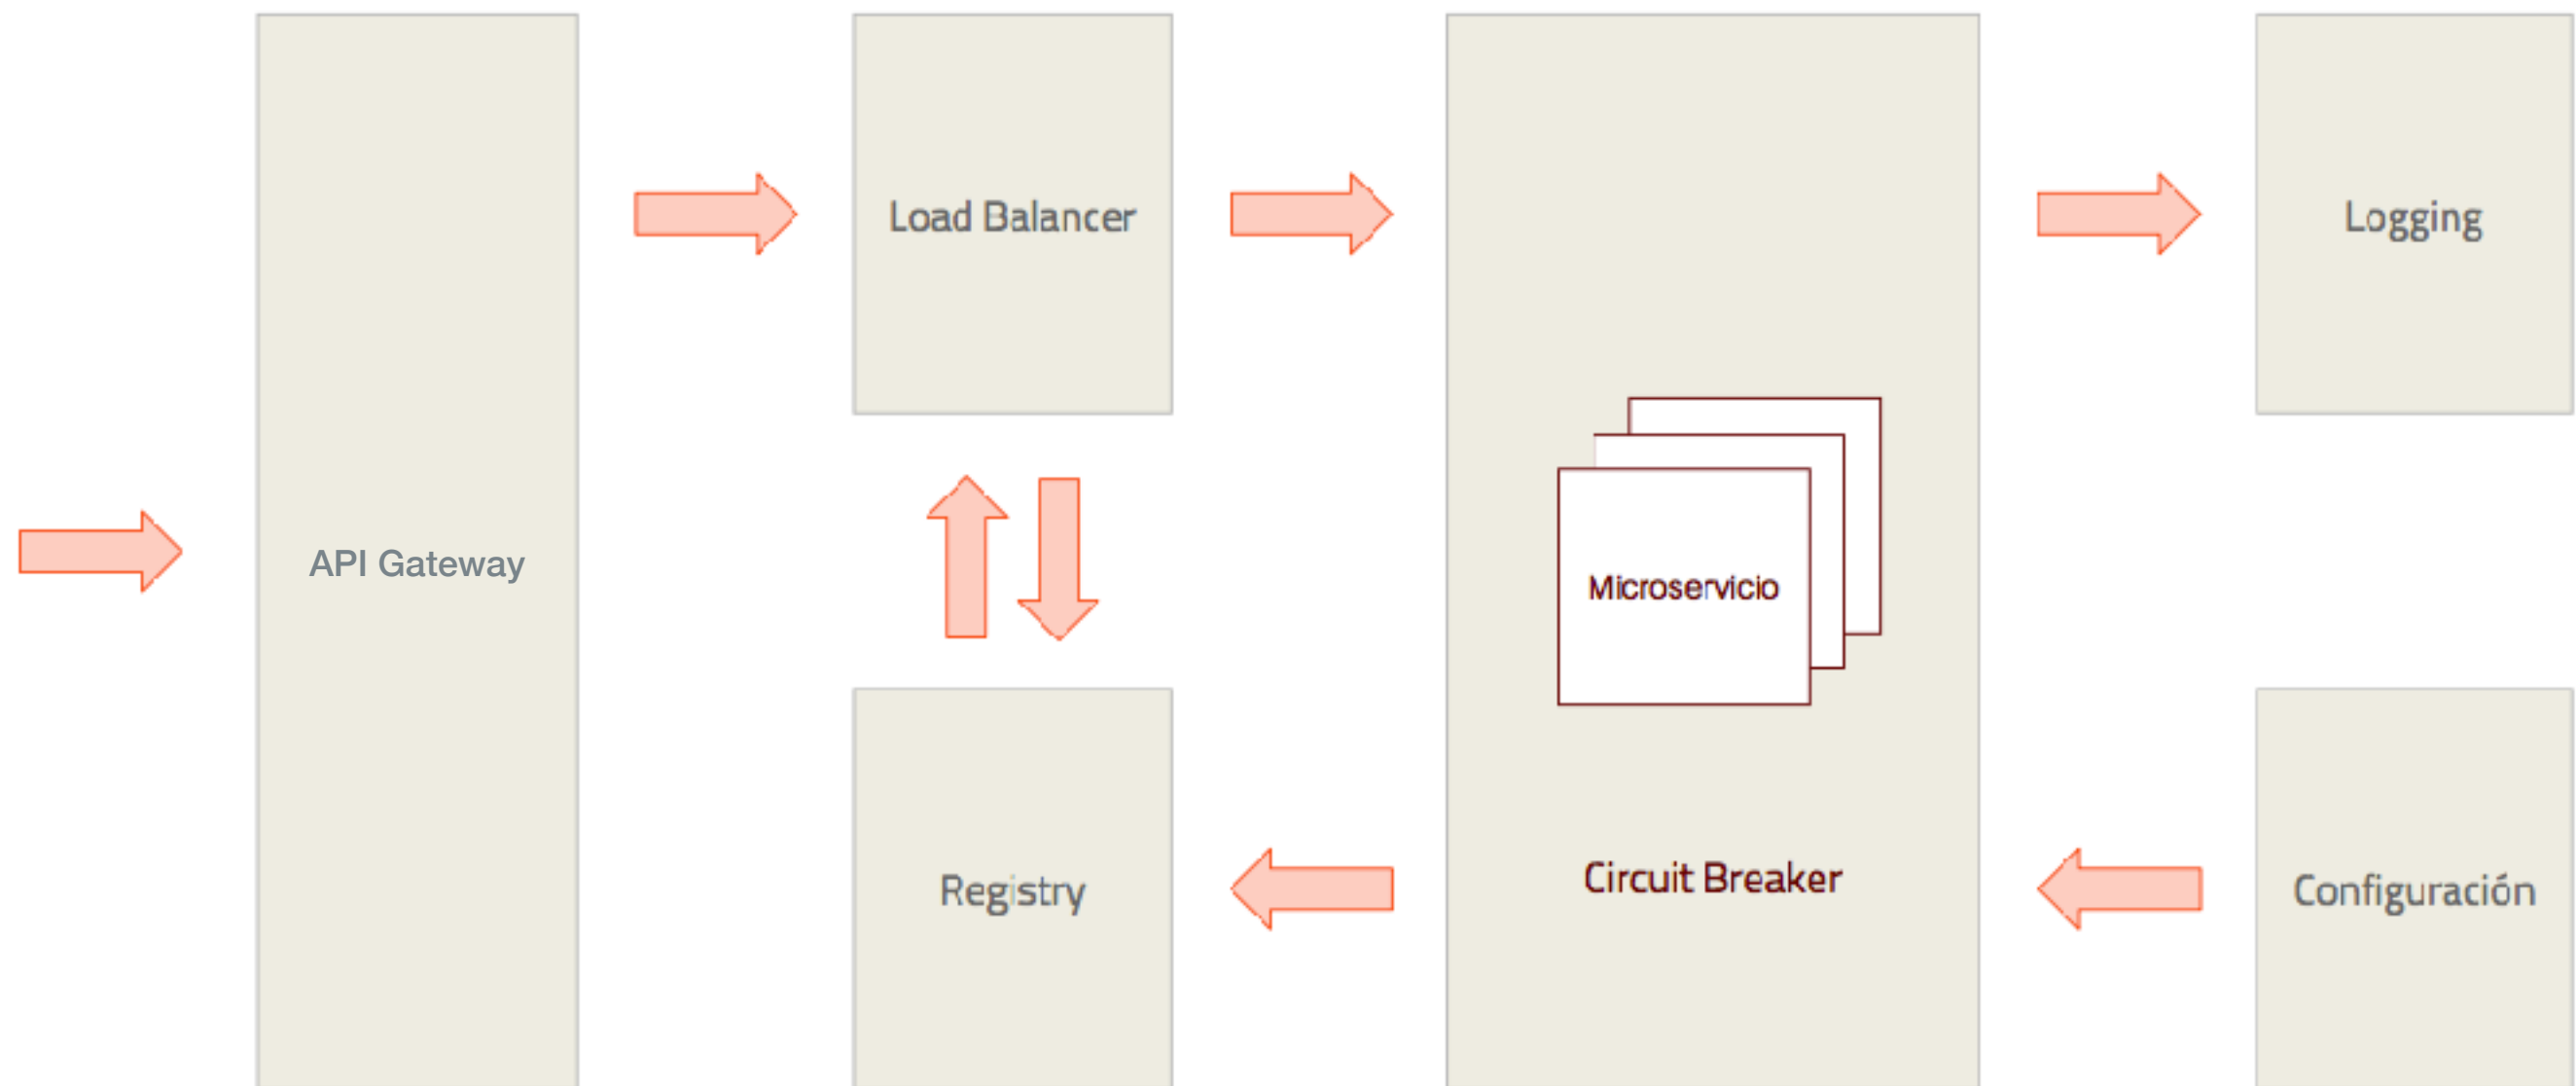 Load Balancer
Logging
API Gateway
Microservicio
Registry
Circuit Breaker
Configuración